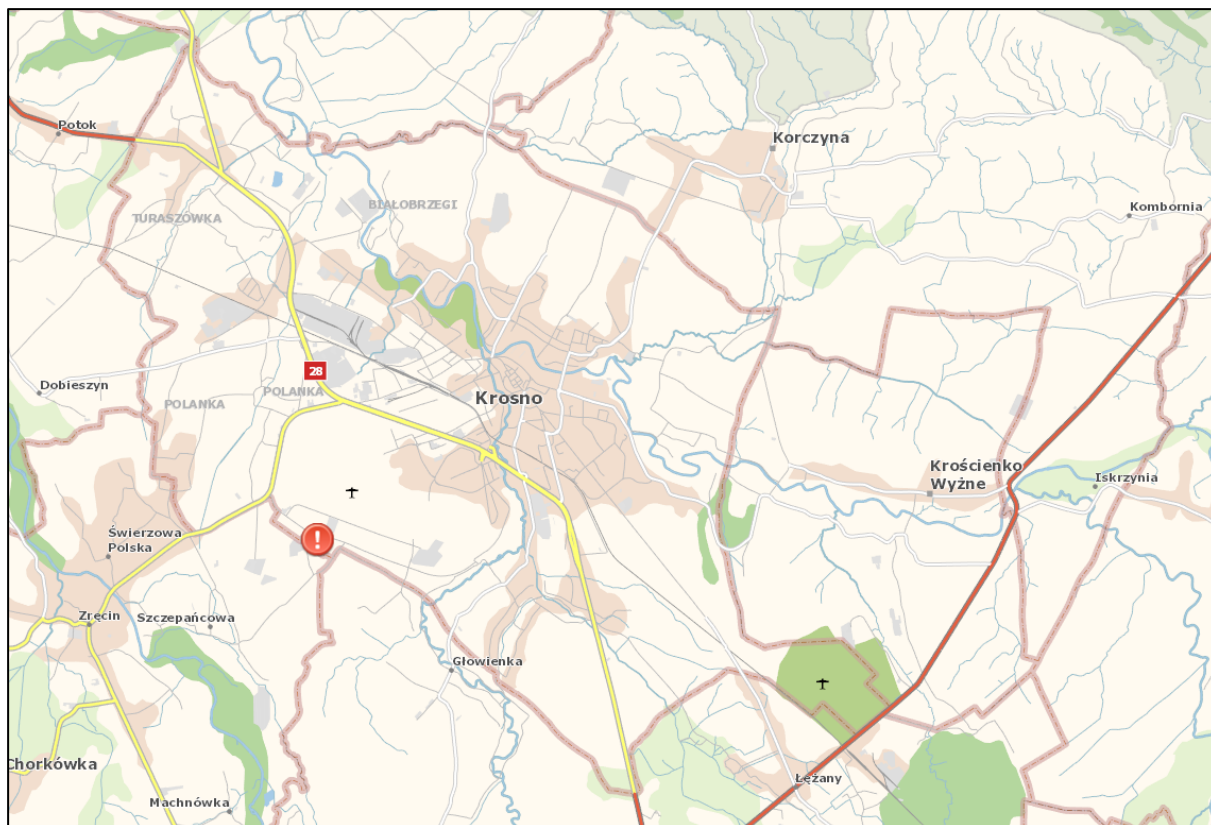 Potok
Korczyna
TURASZÓWKA
BIAŁOBRZEGI
Kombornia
28
Dobieszyn
POLANKA
POLANKA
Krosno
Krościenko
Wyżne
Iskrzynia
!
Świerzowa
Polska
Zręcin
Szczepańcowa
Głowienka
Chorkówka
Łężany
Machnówka